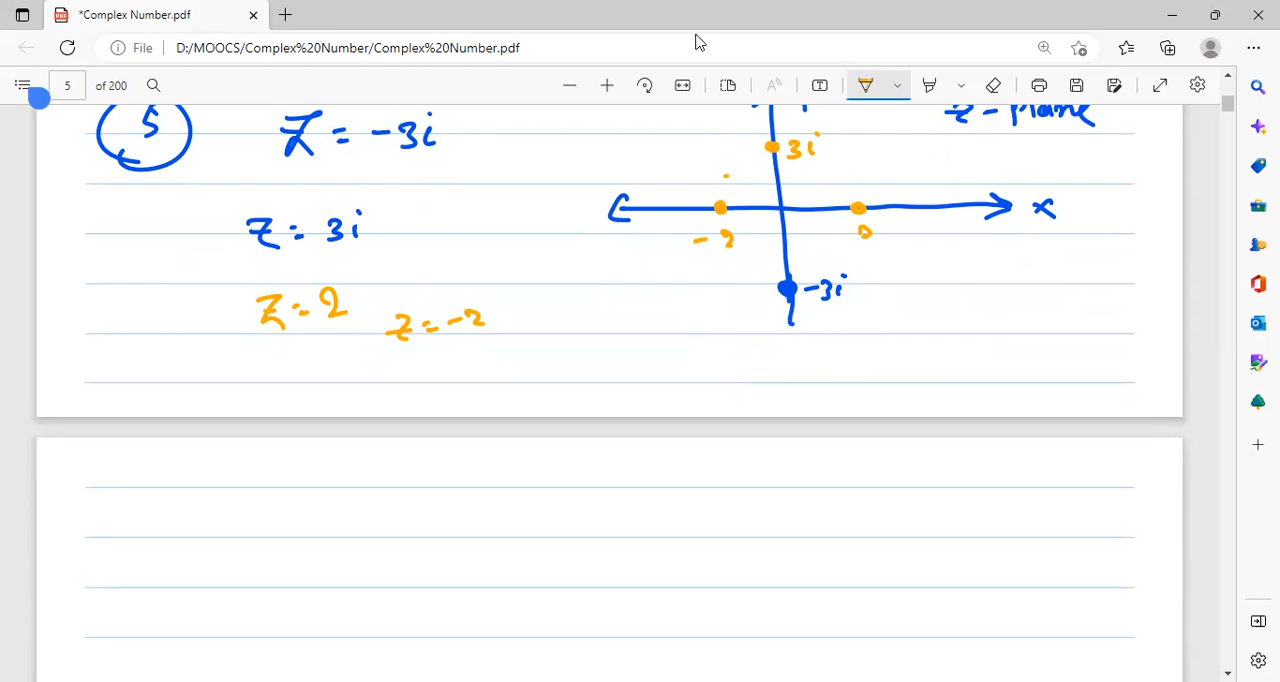 *Complex Number.pdf
File D:/MOOCS/Complex%20Number/Complex%20Number.pdf
5 of 200
5 Z = -3i
z - plane
3i
x
z = 3i
-2
-3i
z = 2 z = -2